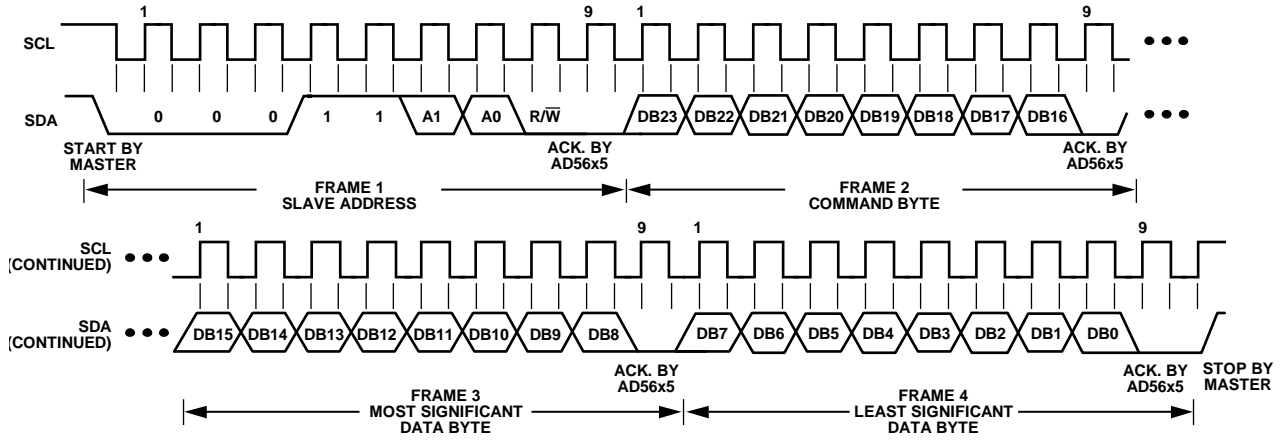 1 9 1 9
SCL
SDA 0 0 0 1 1 A1 A0 R/W DB23 DB22 DB21 DB20 DB19 DB18 DB17 DB16
START BY
MASTER
ACK. BY
AD56x5
ACK. BY
AD56x5
FRAME 1
SLAVE ADDRESS
FRAME 2
COMMAND BYTE
1 9 1 9
SCL
(CONTINUED)
SDA
(CONTINUED)
DB15 DB14 DB13 DB12 DB11 DB10 DB9 DB8 DB7 DB6 DB5 DB4 DB3 DB2 DB1 DB0
ACK. BY
AD56x5
ACK. BY
AD56x5
STOP BY
MASTER
FRAME 3
MOST SIGNIFICANT
DATA BYTE
FRAME 4
LEAST SIGNIFICANT
DATA BYTE